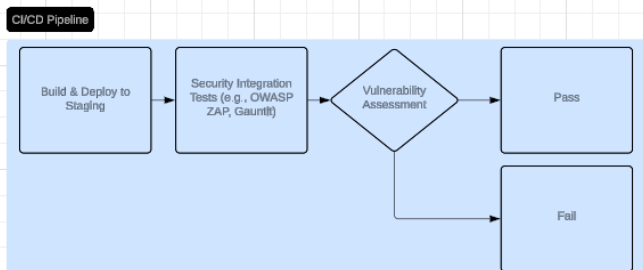 CI/CD Pipeline
Build & Deploy to
Staging
Security Integration
Tests (e.g., OWASP
ZAP, Gauntlt)
Vulnerability
Assessment
Pass
Fail